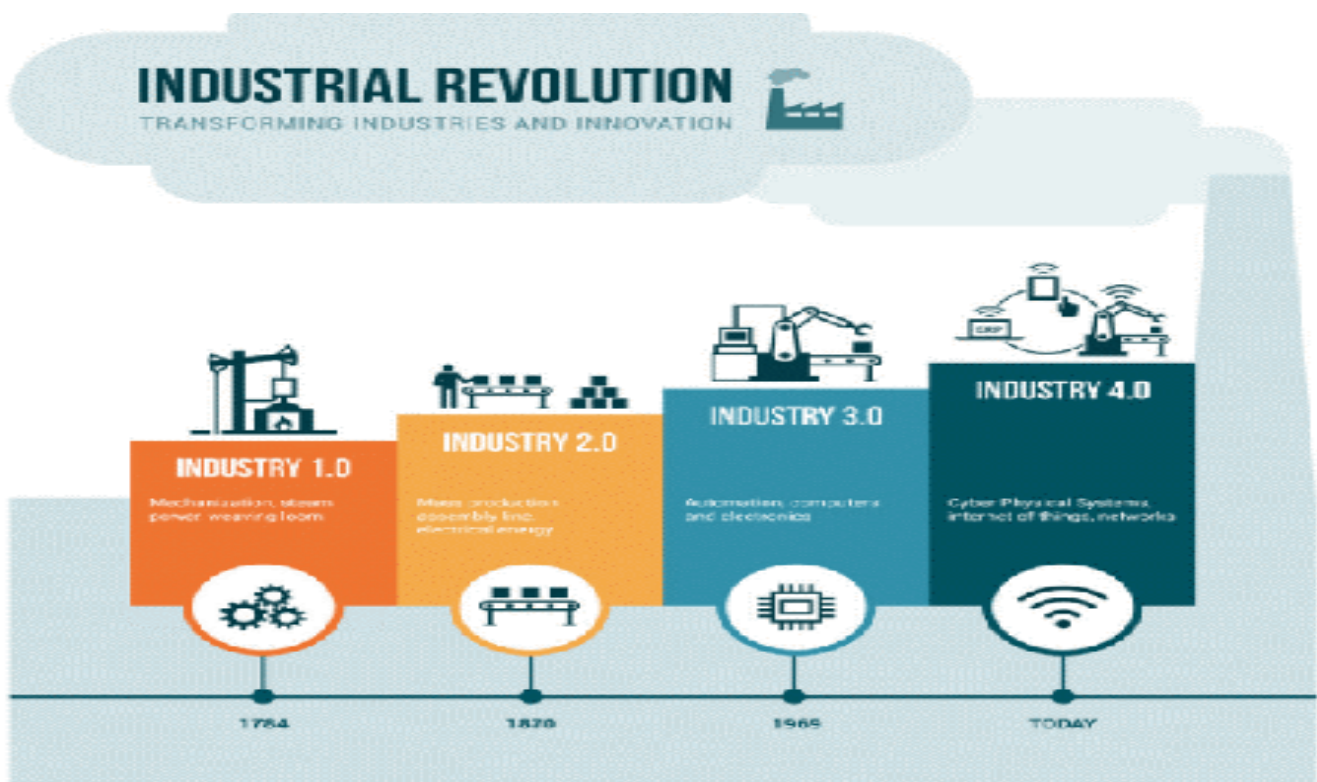 INDUSTRIAL REVOLUTION
TRANSFORMING INDUSTRIES AND INNOVATION
ERP
INDUSTRY 1.0
Mechanization, steam
power, weaving loom
INDUSTRY 2.0
Mass production,
assembly line,
electrical energy
INDUSTRY 3.0
Automation, computers
and electronics
INDUSTRY 4.0
Cyber Physical Systems,
internet of things, networks
1784
1870
1969
TODAY